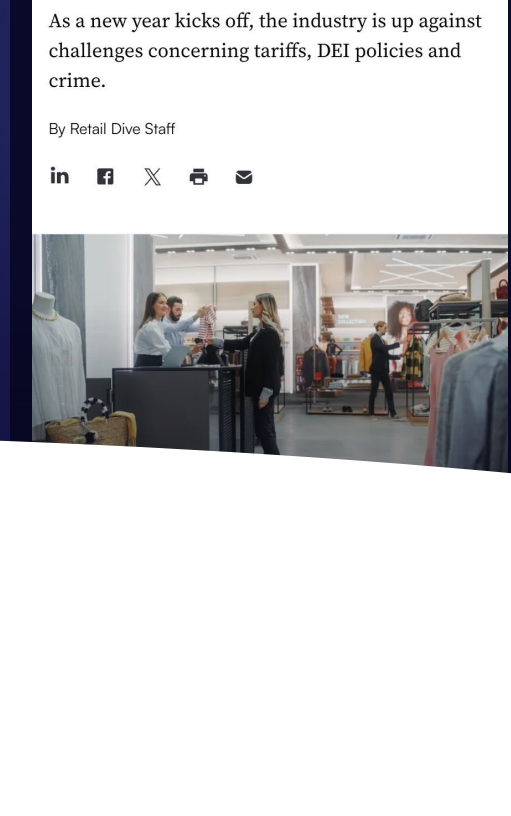 As a new year kicks off, the industry is up against
challenges concerning tariffs, DEI policies and
crime.
By Retail Dive Staff